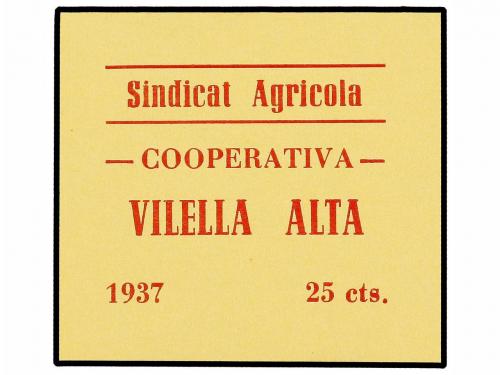 Sindicat Agricola
— COOPERATIVA —
VILELLA ALTA
1937 25 cts.